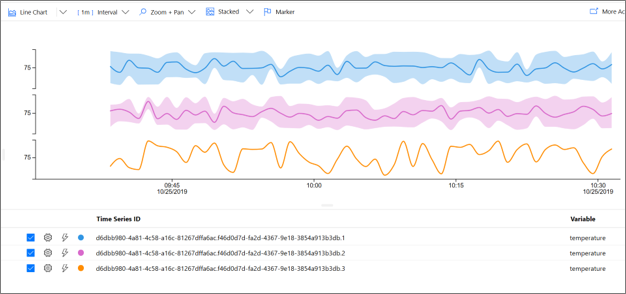 Line Chart [ 1m ] Interval Zoom + Pan Stacked Marker More Ac
75
75
75
09:45 10:00 10:15 10:30
10/25/2019 10/25/2019
Time Series ID Variable
d6dbb980-4a81-4c58-a16c-81267dffa6ac.f46d0d7d-fa2d-4367-9e18-3854a913b3db.1 temperature
d6dbb980-4a81-4c58-a16c-81267dffa6ac.f46d0d7d-fa2d-4367-9e18-3854a913b3db.2 temperature
d6dbb980-4a81-4c58-a16c-81267dffa6ac.f46d0d7d-fa2d-4367-9e18-3854a913b3db.3 temperature